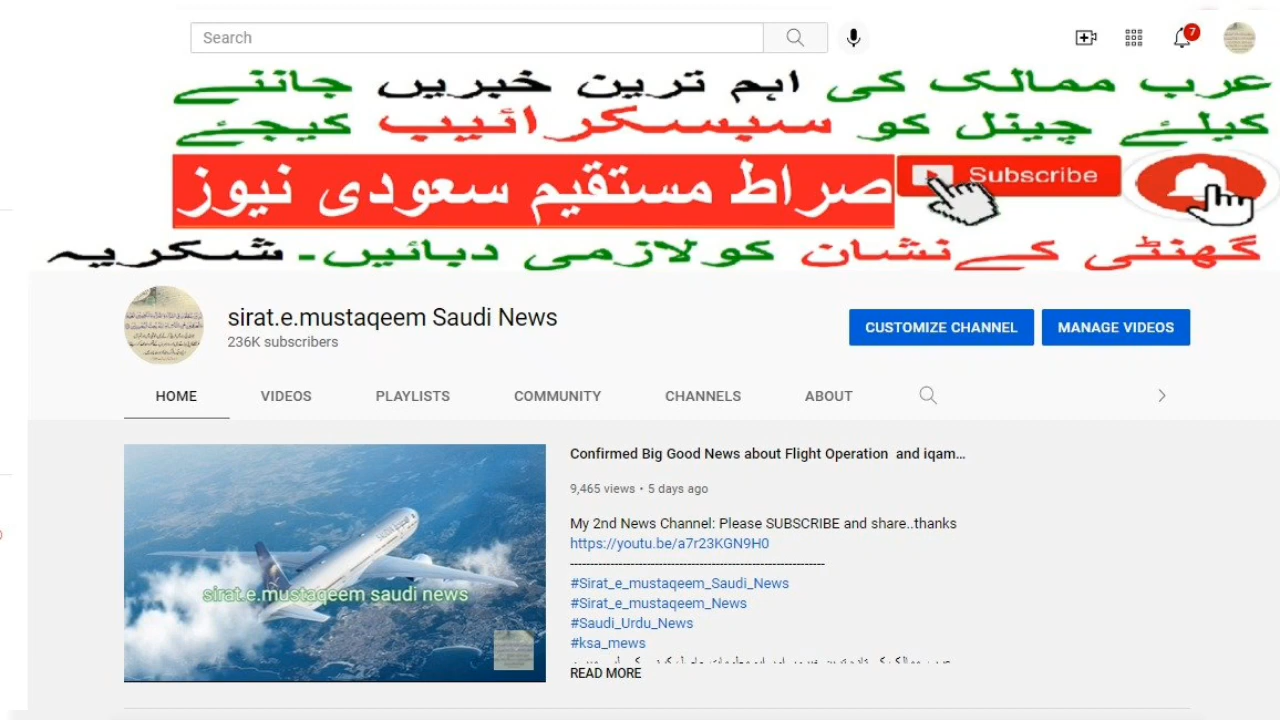 Search
7
عرب ممالک کی اہم ترین خبریں جاننے
کیلئے چینل کو سبسکرائیب کیجئے
صراط مستقیم سعودی نیوز
Subscribe
گھنٹی کے نشان کو لازمی دبائیں۔ شکریہ
sirat.e.mustaqeem Saudi News
236K subscribers
CUSTOMIZE CHANNEL
MANAGE VIDEOS
HOME VIDEOS PLAYLISTS COMMUNITY CHANNELS ABOUT
sirat.e.mustaqeem saudi news
Confirmed Big Good News about Flight Operation and iqam...
9,465 views • 5 days ago
My 2nd News Channel: Please SUBSCRIBE and share..thanks
https://youtu.be/a7r23KGN9H0
----------------------------------------------------------------
#Sirat_e_mustaqeem_Saudi_News
#Sirat_e_mustaqeem_News
#Saudi_Urdu_News
#ksa_mews
READ MORE